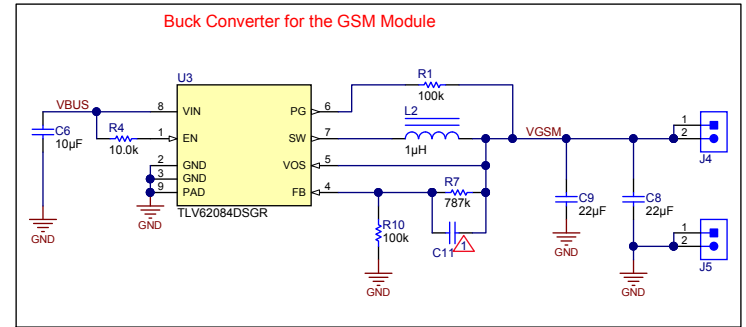 Buck Converter for the GSM Module
U3
VBUS
C6
10µF
R4
10.0k
8 VIN
1 EN
2 GND
3 GND
9 PAD
PG 6
SW 7
VOS 5
FB 4
TLV62084DSGR
GND
GND
R1
100k
L2
1µH
R7
787k
C11
1
R10
100k
GND
VGSM
C9
22µF
GND
C8
22µF
GND
1
2
J4
1
2
J5